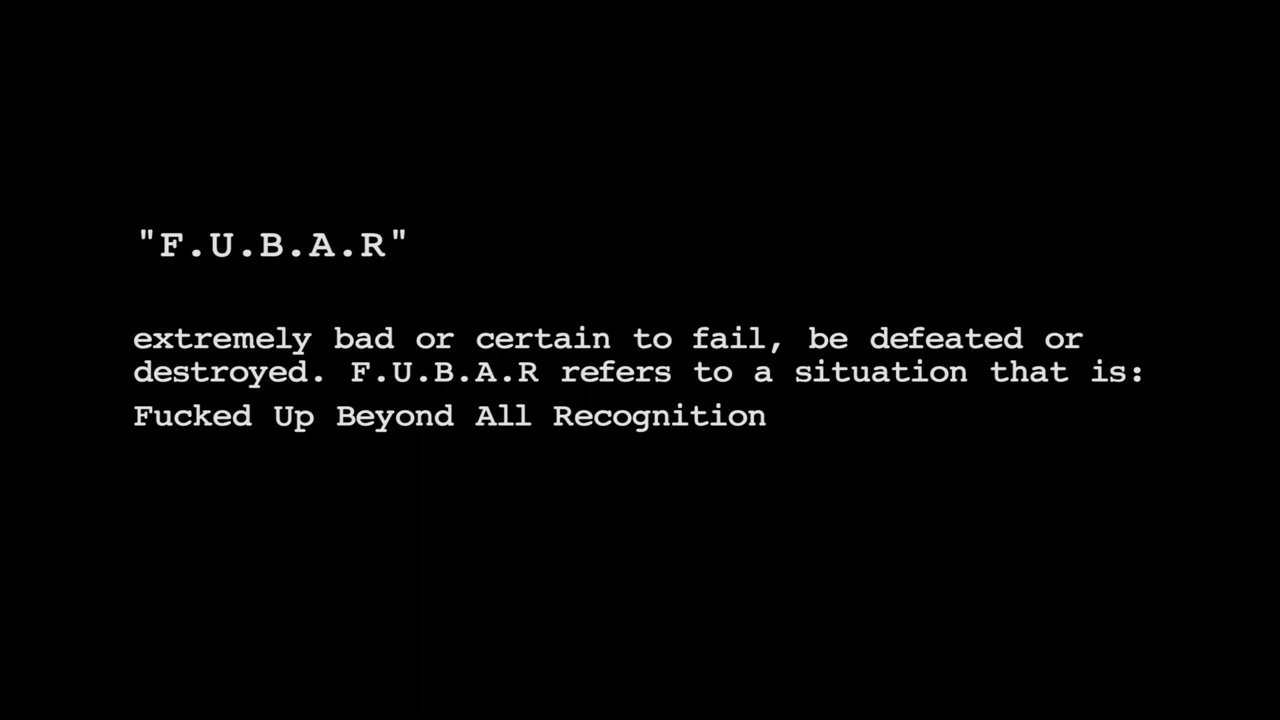 "F.U.B.A.R"
extremely bad or certain to fail, be defeated or
destroyed. F.U.B.A.R refers to a situation that is:
Fucked Up Beyond All Recognition